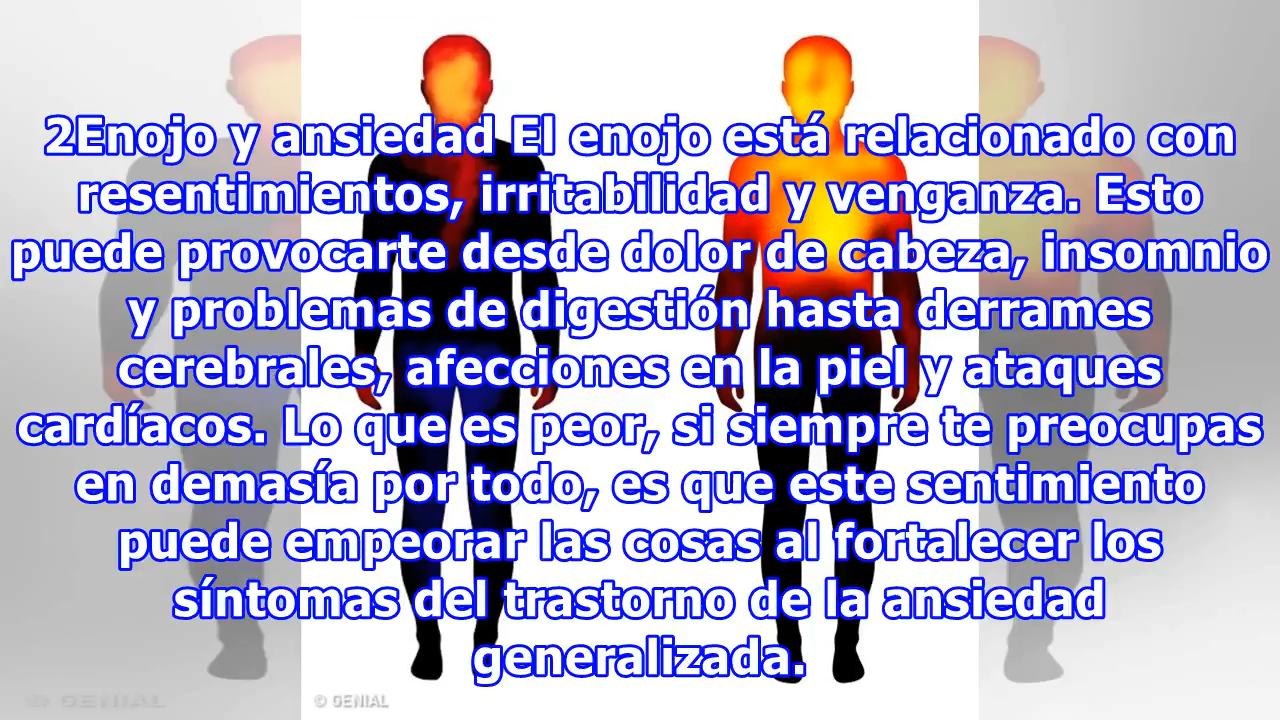 2Enojo y ansiedad El enojo está relacionado con
resentimientos, irritabilidad y venganza. Esto
puede provocarte desde dolor de cabeza, insomnio
y problemas de digestión hasta derrames
cerebrales, afecciones en la piel y ataques
cardíacos. Lo que es peor, si siempre te preocupas
en demasía por todo, es que este sentimiento
puede empeorar las cosas al fortalecer los
síntomas del trastorno de la ansiedad
generalizada.
© GENIAL
© GENIAL